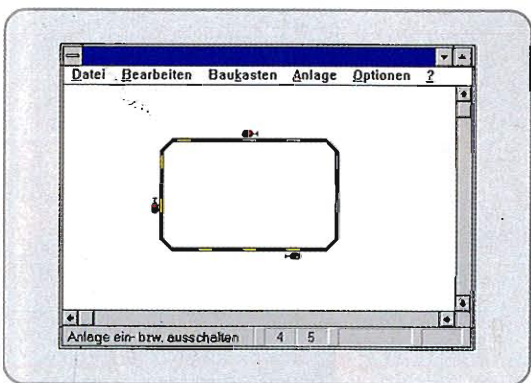 Datei Bearbeiten Baukasten Anlage Optionen ?
Anlage ein- bzw. ausschalten 4 5